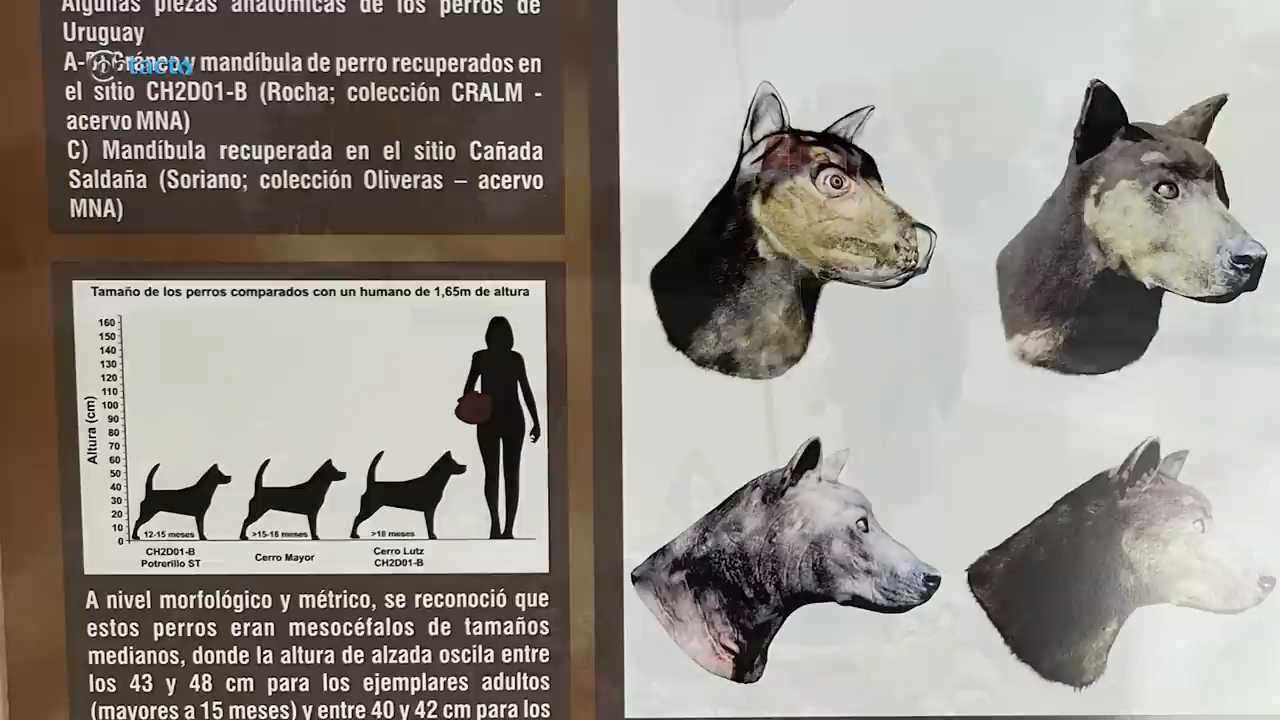 Algunas piezas anatómicas de los perros de
Uruguay
mandíbula de perro recuperados en
el sitio CH2D01-B (Rocha; colección CRALM -
acervo MNA)
C) Mandíbula recuperada en el sitio Cañada
Saldaña (Soriano; colección Oliveras – acervo
MNA)
Tamaño de los perros comparados con un humano de 1,65m de altura
Altura (cm)
160
150
140
130
120
110
100
90
80
70
60
50
40
30
20
10
0
12-15 meses >15-18 meses >18 meses
CH2D01-B
Potrerillo ST
Cerro Mayor
Cerro Lutz
CH2D01-B
A nivel morfológico y métrico, se reconoció que
estos perros eran mesocéfalos de tamaños
medianos, donde la altura de alzada oscila entre
los 43 y 48 cm para los ejemplares adultos
(mayores a 15 meses) y entre 40 y 42 cm para los